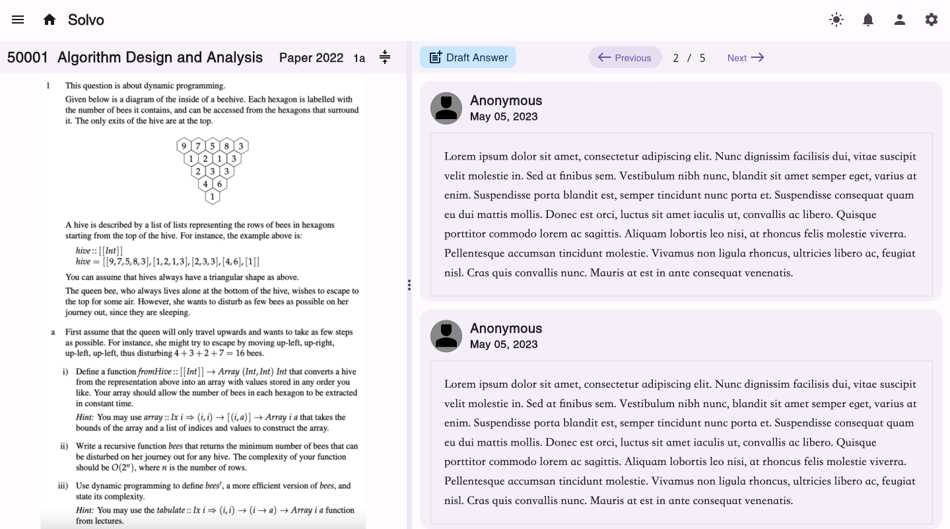 Solvo
50001 Algorithm Design and Analysis Paper 2022 1a
1 This question is about dynamic programming.
Given below is a diagram of the inside of a beehive. Each hexagon is labelled with
the number of bees it contains, and can be accessed from the hexagons that surround
it. The only exits of the hive are at the top.
9 7 5 8 3
1 2 1 3
2 3 3
4 6
1
A hive is described by a list of lists representing the rows of bees in hexagons
starting from the top of the hive. For instance, the example above is:
hive :: [[Int]]
hive = [[9,7,5,8,3],[1,2,1,3],[2,3,3],[4,6],[1]]
You can assume that hives always have a triangular shape as above.
The queen bee, who always lives alone at the bottom of the hive, wishes to escape to
the top for some air. However, she wants to disturb as few bees as possible on her
journey out, since they are sleeping.
a First assume that the queen will only travel upwards and wants to take as few steps
as possible. For instance, she might try to escape by moving up-left, up-right,
up-left, up-left, thus disturbing 4 + 3 + 2 + 7 = 16 bees.
i) Define a function fromHive :: [[Int]] → Array (Int, Int) Int that converts a hive
from the representation above into an array with values stored in any order you
like. Your array should allow the number of bees in each hexagon to be extracted
in constant time.
Hint: You may use array :: Ix i ⇒ (i,i) → [(i,a)] → Array i a that takes the
bounds of the array and a list of indices and values to construct the array.
ii) Write a recursive function bees that returns the minimum number of bees that can
be disturbed on her journey out for any hive. The complexity of your function
should be O(2ⁿ), where n is the number of rows.
iii) Use dynamic programming to define bees′, a more efficient version of bees, and
state its complexity.
Hint: You may use the tabulate :: Ix i ⇒ (i,i) → (i → a) → Array i a function
from lectures.
Draft Answer
Previous 2 / 5 Next
Anonymous
May 05, 2023
Lorem ipsum dolor sit amet, consectetur adipiscing elit. Nunc dignissim facilisis dui, vitae suscipit
velit molestie in. Sed at finibus sem. Vestibulum nibh nunc, blandit sit amet semper eget, varius at
enim. Suspendisse porta blandit est, semper tincidunt nunc porta et. Suspendisse consequat quam
eu dui mattis mollis. Donec est orci, luctus sit amet iaculis ut, convallis ac libero. Quisque
porttitor commodo lorem ac sagittis. Aliquam lobortis leo nisi, at rhoncus felis molestie viverra.
Pellentesque accumsan tincidunt molestie. Vivamus non ligula rhoncus, ultricies libero ac, feugiat
nisl. Cras quis convallis nunc. Mauris at est in ante consequat venenatis.
Anonymous
May 05, 2023
Lorem ipsum dolor sit amet, consectetur adipiscing elit. Nunc dignissim facilisis dui, vitae suscipit
velit molestie in. Sed at finibus sem. Vestibulum nibh nunc, blandit sit amet semper eget, varius at
enim. Suspendisse porta blandit est, semper tincidunt nunc porta et. Suspendisse consequat quam
eu dui mattis mollis. Donec est orci, luctus sit amet iaculis ut, convallis ac libero. Quisque
porttitor commodo lorem ac sagittis. Aliquam lobortis leo nisi, at rhoncus felis molestie viverra.
Pellentesque accumsan tincidunt molestie. Vivamus non ligula rhoncus, ultricies libero ac, feugiat
nisl. Cras quis convallis nunc. Mauris at est in ante consequat venenatis.